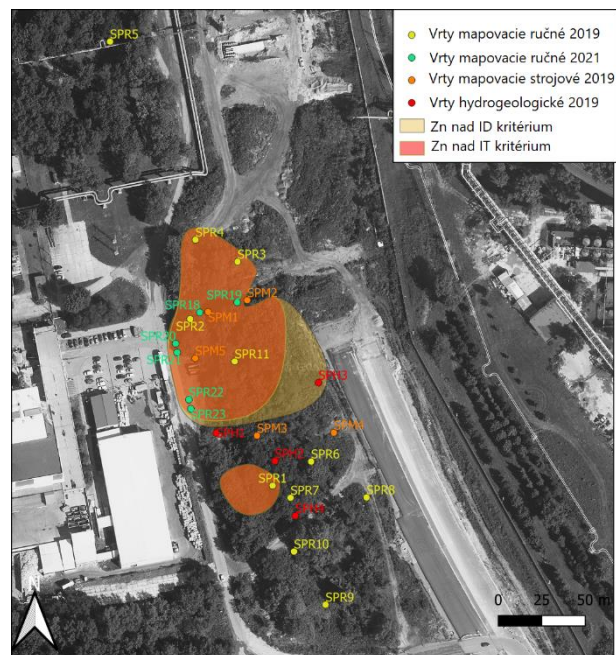 SPR5
Vrty mapovacie ručné 2019
Vrty mapovacie ručné 2021
Vrty mapovacie strojové 2019
Vrty hydrogeologické 2019
Zn nad ID kritérium
Zn nad IT kritérium
SPR4
SPR3
SPR18
SPR19
SPM2
SPR2
SPM1
SPR20
SPM5
SPR11
SPR22
SPR23
SPM3
SPM4
SPR6
SPR1
SPR7
SPR8
SPR10
SPR9
N
0 25 50 m